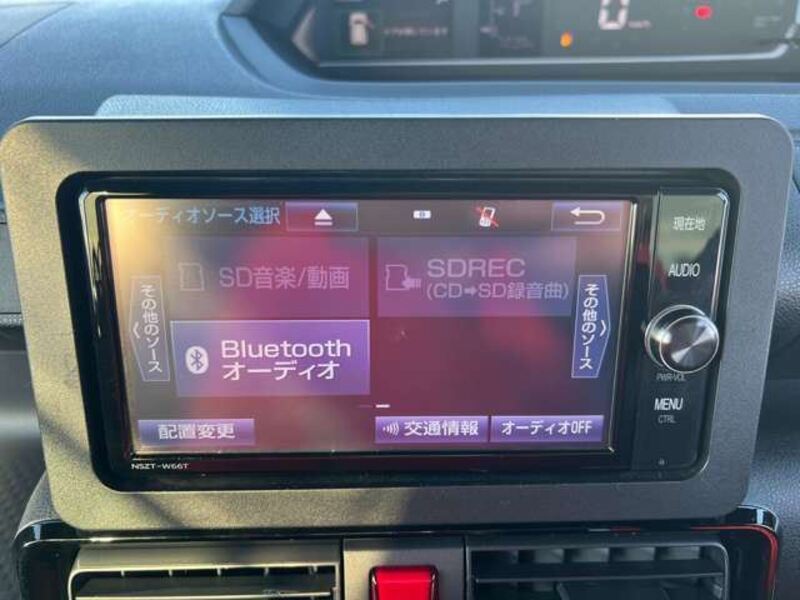 0
km/h
オーディオソース選択
現在地
SD音楽/動画
SDREC
(CD➡SD録音曲)
AUDIO
その他のソース
その他のソース
Bluetooth
オーディオ
PWR·VOL
MENU
CTRL
配置変更
交通情報
オーディオOFF
NSZT-W66T